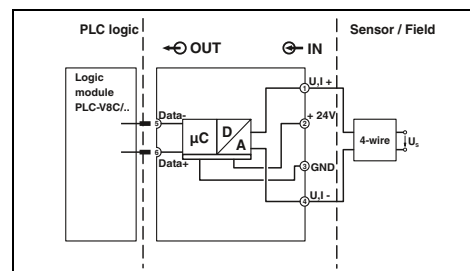 PLC logic
OUT
IN
Sensor / Field
Logic
module
PLC-V8C/..
U,I +
1
Data-
5
+ 24V
2
µC
D
A
4-wire
Us
6
Data+
3
GND
4
U,I -